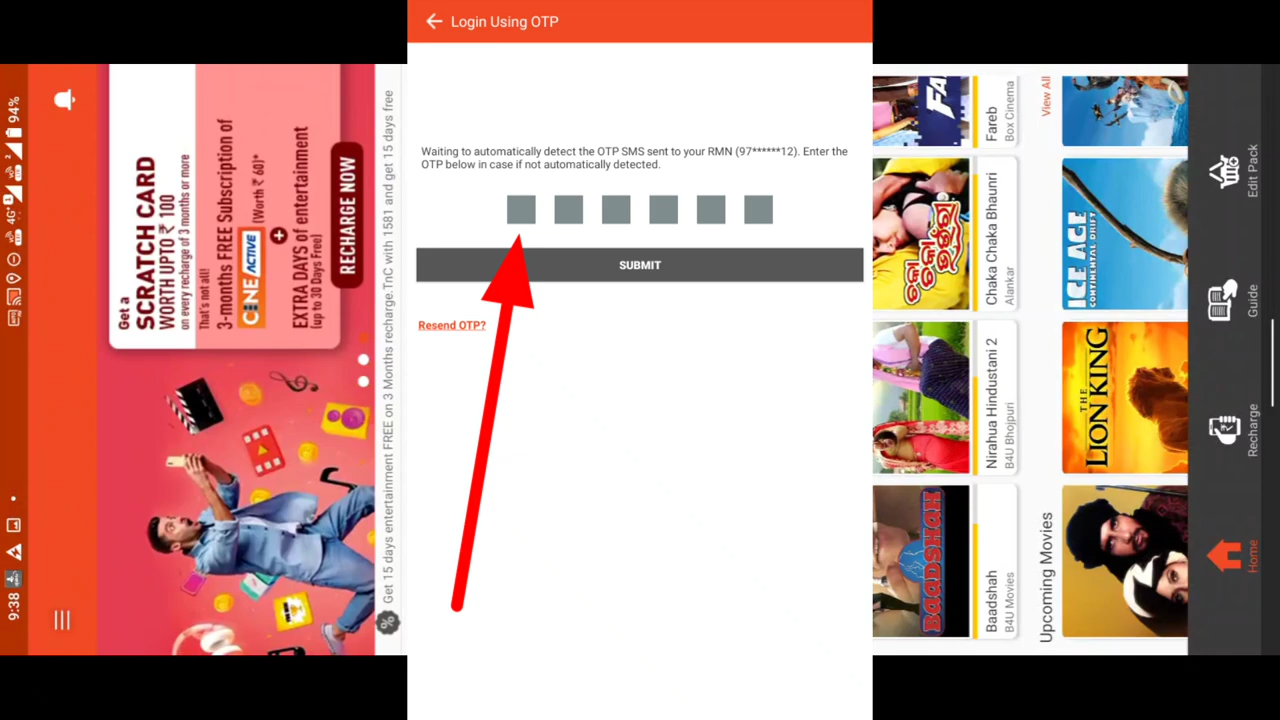 9:38
4G+
94%
Get a
SCRATCH CARD
WORTH UPTO ₹ 100
on every recharge of 3 months or more
That's not all!
3-months FREE Subscription of
CINE ACTIVE (Worth ₹ 60)*
+
EXTRA DAYS of entertainment
(up to 30 Days Free)
RECHARGE NOW
Get 15 days entertainment FREE on 3 Months recharge.TnC with 1581 and get 15 days free
Login Using OTP
Waiting to automatically detect the OTP SMS sent to your RMN (97******12). Enter the
OTP below in case if not automatically detected.
SUBMIT
Resend OTP?
BAADSHAH
FA
Baadshah
B4U Movies
Nirahua Hindustani 2
B4U Bhojpuri
Chaka Chaka Bhaunri
Alankar
Fareb
Box Cinema
Upcoming Movies
View All
THE
LION KING
ICE AGE
CONTINENTAL DRIFT
Home
Recharge
Guide
Edit Pack